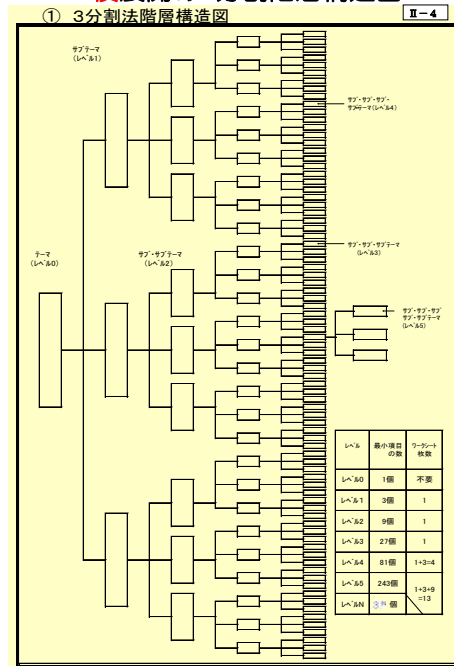 ① 3分割法階層構造図
Ⅱ-4
サブテーマ
(レベル1)
サブ・サブ・サブ・
サブテーマ(レベル4)
テーマ
(レベル0)
サブ・サブテーマ
(レベル2)
サブ・サブ・サブテーマ
(レベル3)
サブ・サブ・サブ・サブ
サブ・サブテーマ
(レベル5)
レベル 最小項目の数 ワークシート枚数
レベル0 1個 不要
レベル1 3個 1
レベル2 9個 1
レベル3 27個 1
レベル4 81個 1+3=4
レベル5 243個 1+3+9=13
レベルN 3N個